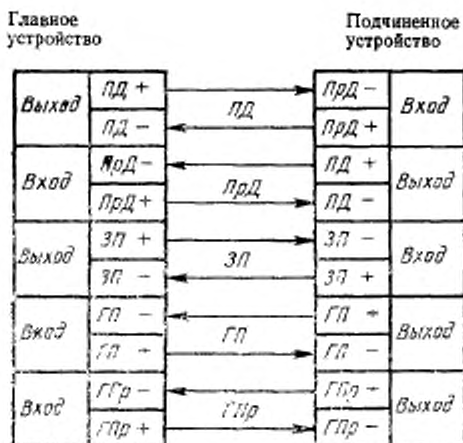 Главное
устройство
Подчиненное
устройство
Выход
ПД +
ПД -
ПД
ПрД -
ПрД +
Вход
Вход
ПрД -
ПрД +
ПрД
ПД +
ПД -
Выход
Выход
ЗП +
ЗП -
ЗП
ЗП -
ЗП +
Вход
Вход
ГП -
ГП +
ГП
ГП +
ГП -
Выход
Вход
ГПр -
ГПр +
ГПр
ГПр +
ГПр -
Выход